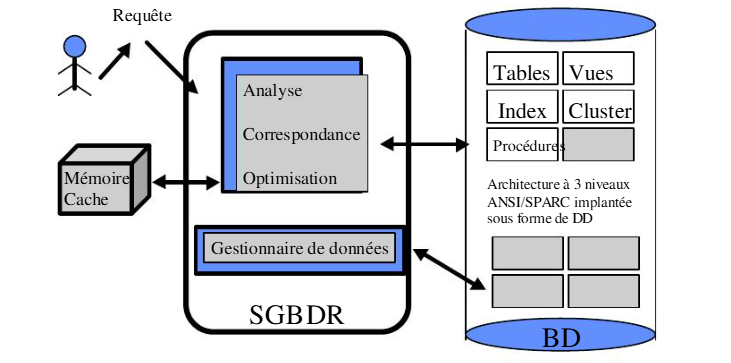 Requête
Analyse
Correspondance
Optimisation
Mémoire
Cache
Gestionnaire de données
SGBDR
Tables
Vues
Index
Cluster
Procédures
Architecture à 3 niveaux
ANSI/SPARC implantée
sous forme de DD
BD